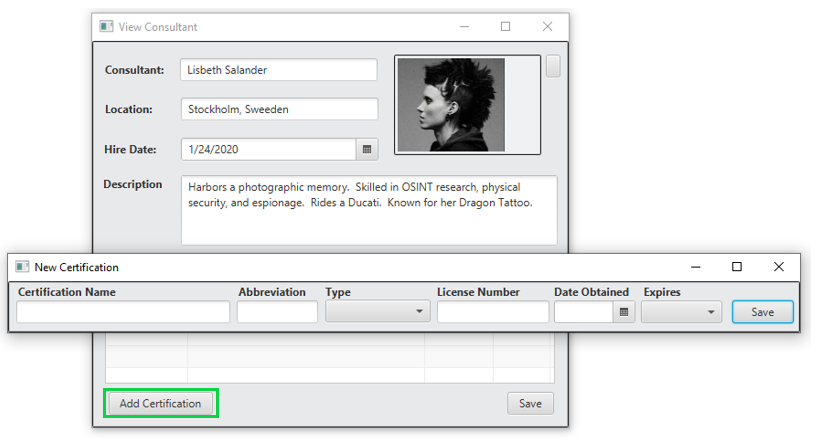 View Consultant
Consultant: Lisbeth Salander
Location: Stockholm, Sweeden
Hire Date: 1/24/2020
Description Harbors a photographic memory.  Skilled in OSINT research, physical
security, and espionage.  Rides a Ducati.  Known for her Dragon Tattoo.
New Certification
Certification Name Abbreviation Type License Number Date Obtained Expires
Save
Add Certification Save